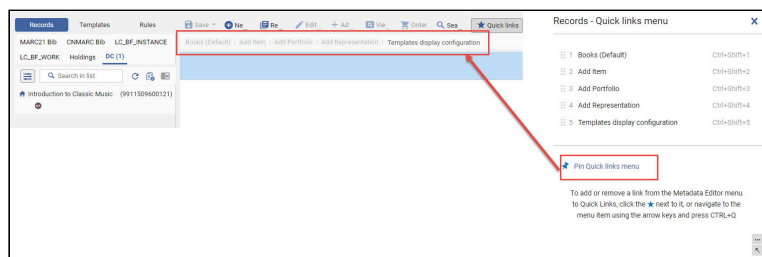 Records Templates Rules
Save Ne Re Edit + Ad Vie Order Sea Quick links
MARC21 Bib CNMARC Bib LC_BF_INSTANCE
LC_BF_WORK Holdings DC (1)
Books (Default) | Add Item | Add Portfolio | Add Representation | Templates display configuration
Search in list
Introduction to Classic Music (9911509600121)
Records - Quick links menu X
1 Books (Default) Ctrl+Shift+1
2 Add Item Ctrl+Shift+2
3 Add Portfolio Ctrl+Shift+3
4 Add Representation Ctrl+Shift+4
5 Templates display configuration Ctrl+Shift+5
Pin Quick links menu
To add or remove a link from the Metadata Editor menu
to Quick Links, click the ★ next to it, or navigate to the
menu item using the arrow keys and press CTRL+Q